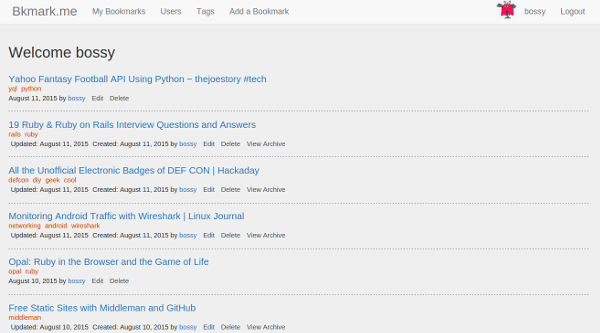 Bkmark.me My Bookmarks Users Tags Add a Bookmark bossy Logout
Welcome bossy
Yahoo Fantasy Football API Using Python ~ thejoestory #tech
yql python
August 11, 2015 by bossy Edit Delete
19 Ruby & Ruby on Rails Interview Questions and Answers
rails ruby
Updated: August 11, 2015 Created: August 11, 2015 by bossy Edit Delete View Archive
All the Unofficial Electronic Badges of DEF CON | Hackaday
defcon diy geek cool
Updated: August 11, 2015 Created: August 11, 2015 by bossy Edit Delete View Archive
Monitoring Android Traffic with Wireshark | Linux Journal
networking android wireshark
Updated: August 11, 2015 Created: August 11, 2015 by bossy Edit Delete View Archive
Opal: Ruby in the Browser and the Game of Life
opal ruby
August 10, 2015 by bossy Edit Delete
Free Static Sites with Middleman and GitHub
middleman
Updated: August 10, 2015 Created: August 10, 2015 by bossy Edit Delete View Archive